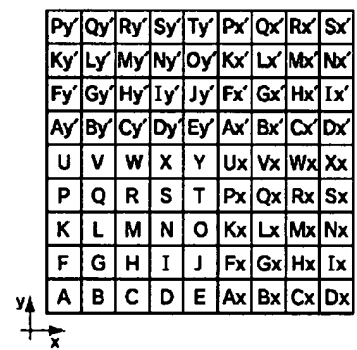 Py′ Qy′ Ry′ Sy′ Ty′ Px′ Qx′ Rx′ Sx′
Ky′ Ly′ My′ Ny′ Oy′ Kx′ Lx′ Mx′ Nx′
Fy′ Gy′ Hy′ Iy′ Jy′ Fx′ Gx′ Hx′ Ix′
Ay′ By′ Cy′ Dy′ Ey′ Ax′ Bx′ Cx′ Dx′
U V W X Y Ux Vx Wx Xx
P Q R S T Px Qx Rx Sx
K L M N O Kx Lx Mx Nx
F G H I J Fx Gx Hx Ix
A B C D E Ax Bx Cx Dx
y
x